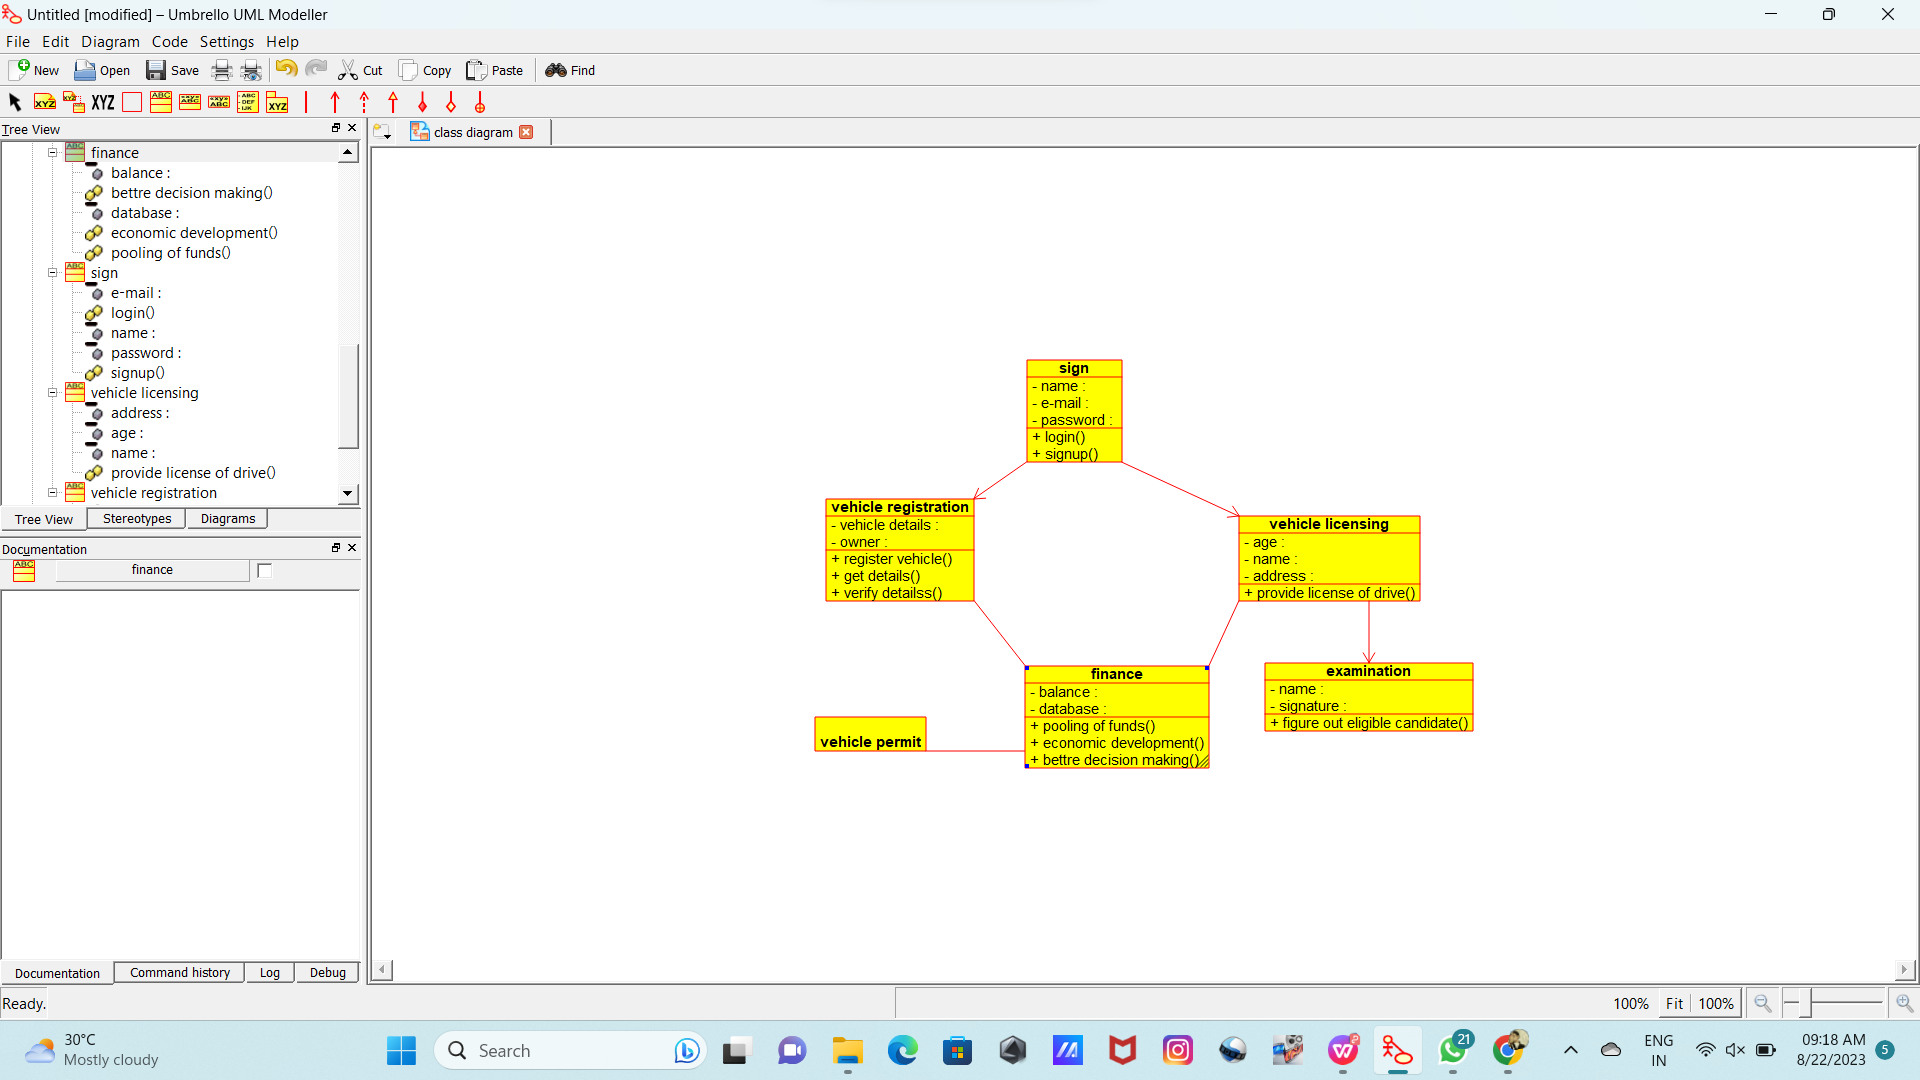 Untitled [modified] – Umbrello UML Modeller
File Edit Diagram Code Settings Help
New Open Save Cut Copy Paste Find
XYZ
Tree View
class diagram
finance
balance :
bettre decision making()
database :
economic development()
pooling of funds()
sign
e-mail :
login()
name :
password :
signup()
vehicle licensing
address :
age :
name :
provide license of drive()
vehicle registration
Tree View Stereotypes Diagrams
Documentation
finance
Documentation Command history Log Debug
sign
- name :
- e-mail :
- password :
+ login()
+ signup()
vehicle registration
- vehicle details :
- owner :
+ register vehicle()
+ get details()
+ verify detailss()
vehicle licensing
- age :
- name :
- address :
+ provide license of drive()
finance
- balance :
- database :
+ pooling of funds()
+ economic development()
+ bettre decision making()
examination
- name :
- signature :
+ figure out eligible candidate()
vehicle permit
Ready.
100% Fit 100%
30°C
Mostly cloudy
Search
21
ENG
IN
09:18 AM
8/22/2023
5